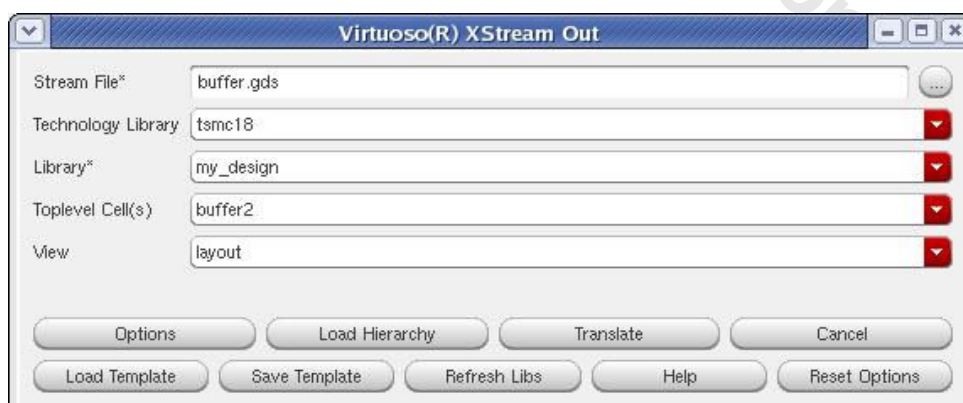 Virtuoso(R) XStream Out
Stream File* buffer.gds ...
Technology Library tsmc18
Library* my_design
Toplevel Cell(s) buffer2
View layout
Options Load Hierarchy Translate Cancel
Load Template Save Template Refresh Libs Help Reset Options